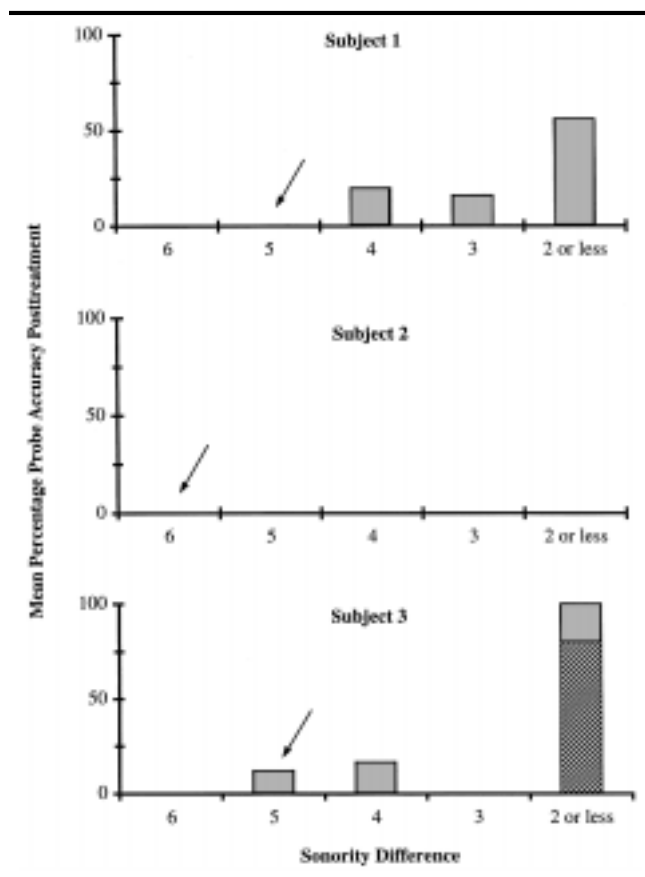 Mean Percentage Probe Accuracy Posttreatment
Subject 1
100
50
0
6 5 4 3 2 or less
Subject 2
100
50
0
6 5 4 3 2 or less
Subject 3
100
50
0
6 5 4 3 2 or less
Sonority Difference